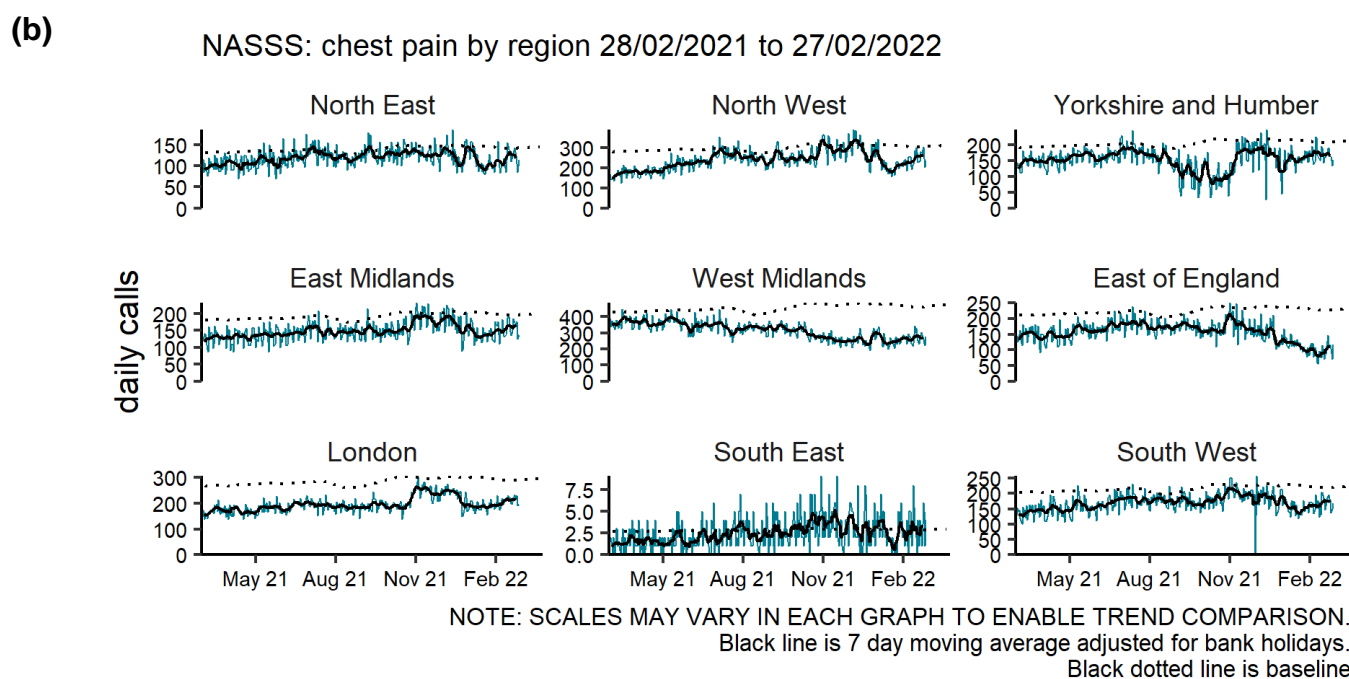 (b)
NASSS: chest pain by region 28/02/2021 to 27/02/2022
North East
North West
Yorkshire and Humber
150
100
50
0
300
200
100
0
200
150
100
50
0
East Midlands
West Midlands
East of England
daily calls
200
150
100
50
0
400
300
200
100
0
250
200
150
100
50
0
London
South East
South West
300
200
100
0
7.5
5.0
2.5
0.0
250
200
150
100
50
0
May 21 Aug 21 Nov 21 Feb 22
May 21 Aug 21 Nov 21 Feb 22
May 21 Aug 21 Nov 21 Feb 22
NOTE: SCALES MAY VARY IN EACH GRAPH TO ENABLE TREND COMPARISON.
Black line is 7 day moving average adjusted for bank holidays.
Black dotted line is baseline